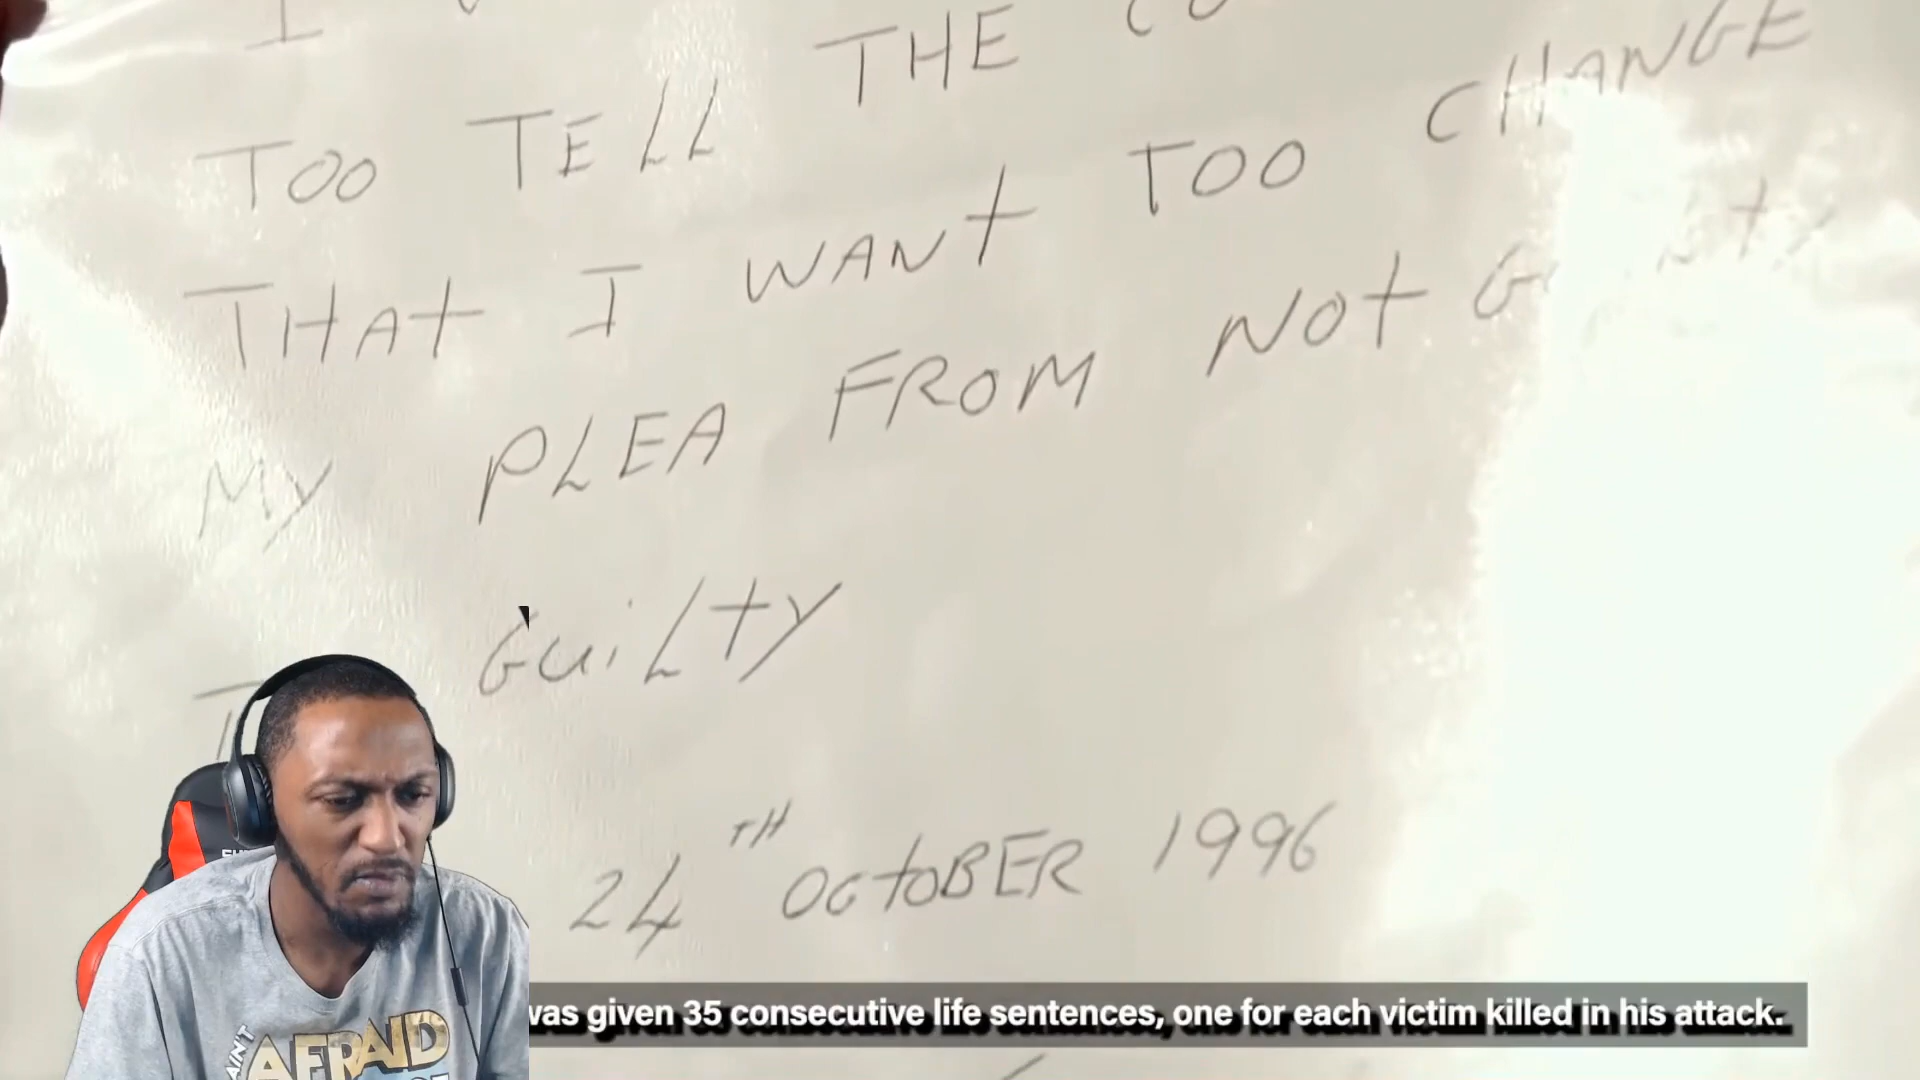 I
TOO TELL THE
THAT I WANT TOO CHANGE
MY PLEA FROM NOT
GUiLTY
24TH OCTOBER 1996
was given 35 consecutive life sentences, one for each victim killed in his attack.
AIN'T
AFRAID